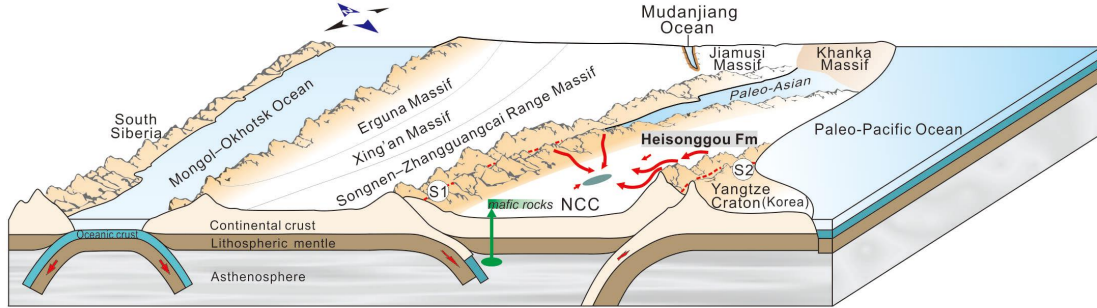 Mudanjiang
Ocean
Jiamusi
Massif
Khanka
Massif
South
Siberia
Mongol–Okhotsk Ocean
Erguna Massif
Xing'an Massif
Songnen–Zhangguangcai Range Massif
Paleo-Asian
Paleo-Pacific Ocean
Heisonggou Fm
S1
S2
mafic rocks
NCC
Yangtze
Craton(Korea)
Continental crust
Oceanic crust
Lithospheric mentle
Asthenosphere